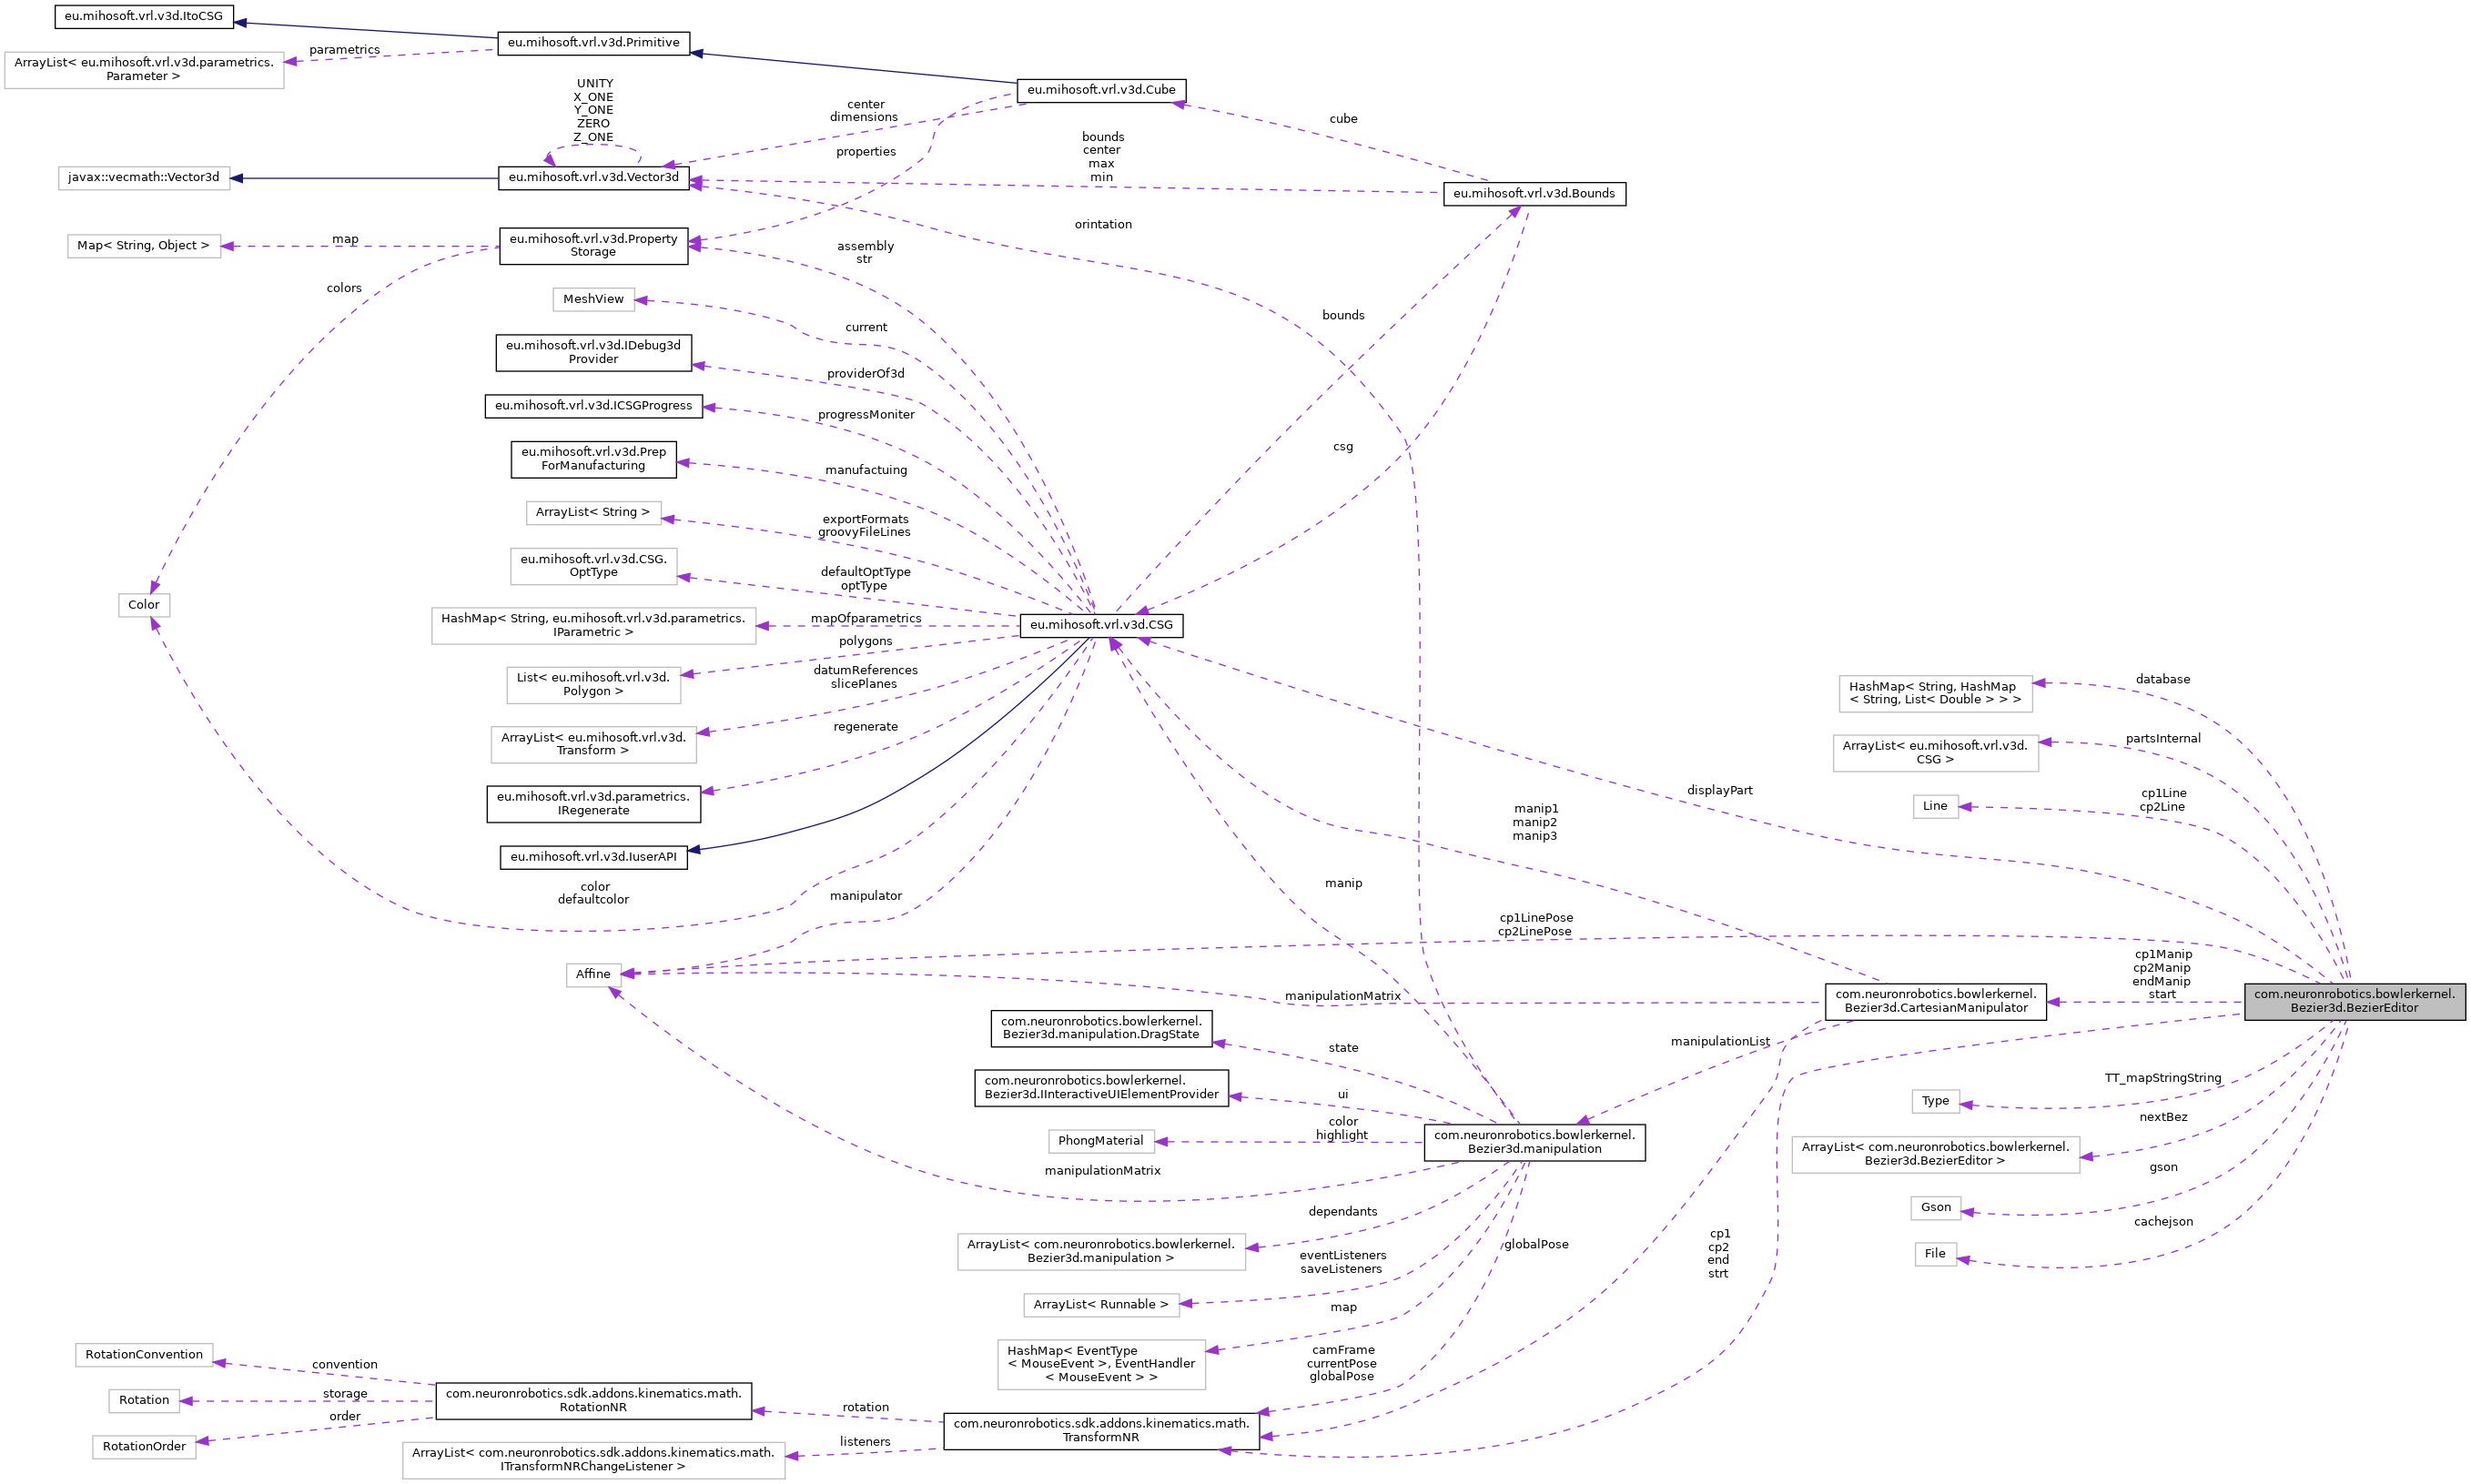 eu.mihosoft.vrl.v3d.ItoCSG
eu.mihosoft.vrl.v3d.Primitive
parametrics
ArrayList< eu.mihosoft.vrl.v3d.parametrics.
Parameter >
eu.mihosoft.vrl.v3d.Cube
UNITY
X_ONE
Y_ONE
ZERO
Z_ONE
center
dimensions
cube
properties
bounds
center
max
min
javax::vecmath::Vector3d
eu.mihosoft.vrl.v3d.Vector3d
eu.mihosoft.vrl.v3d.Bounds
orintation
Map< String, Object >
map
eu.mihosoft.vrl.v3d.Property
Storage
assembly
str
colors
MeshView
current
bounds
eu.mihosoft.vrl.v3d.IDebug3d
Provider
providerOf3d
eu.mihosoft.vrl.v3d.ICSGProgress
progressMoniter
csg
eu.mihosoft.vrl.v3d.Prep
ForManufacturing
manufactuing
ArrayList< String >
exportFormats
groovyFileLines
eu.mihosoft.vrl.v3d.CSG.
OptType
defaultOptType
optType
Color
HashMap< String, eu.mihosoft.vrl.v3d.parametrics.
IParametric >
mapOfparametrics
eu.mihosoft.vrl.v3d.CSG
polygons
List< eu.mihosoft.vrl.v3d.
Polygon >
datumReferences
slicePlanes
ArrayList< eu.mihosoft.vrl.v3d.
Transform >
regenerate
eu.mihosoft.vrl.v3d.parametrics.
IRegenerate
eu.mihosoft.vrl.v3d.IuserAPI
color
defaultcolor
manipulator
HashMap< String, HashMap
< String, List< Double > > >
database
ArrayList< eu.mihosoft.vrl.v3d.
CSG >
partsInternal
displayPart
Line
cp1Line
cp2Line
manip1
manip2
manip3
manip
cp1LinePose
cp2LinePose
Affine
manipulationMatrix
com.neuronrobotics.bowlerkernel.
Bezier3d.CartesianManipulator
cp1Manip
cp2Manip
endManip
start
com.neuronrobotics.bowlerkernel.
Bezier3d.BezierEditor
com.neuronrobotics.bowlerkernel.
Bezier3d.manipulation.DragState
state
manipulationList
com.neuronrobotics.bowlerkernel.
Bezier3d.IInteractiveUIElementProvider
ui
TT_mapStringString
Type
PhongMaterial
color
highlight
com.neuronrobotics.bowlerkernel.
Bezier3d.manipulation
nextBez
ArrayList< com.neuronrobotics.bowlerkernel.
Bezier3d.BezierEditor >
manipulationMatrix
gson
Gson
dependants
ArrayList< com.neuronrobotics.bowlerkernel.
Bezier3d.manipulation >
globalPose
cachejson
File
cp1
cp2
end
strt
eventListeners
saveListeners
ArrayList< Runnable >
map
HashMap< EventType
< MouseEvent >, EventHandler
< MouseEvent > >
camFrame
currentPose
globalPose
RotationConvention
convention
Rotation
storage
com.neuronrobotics.sdk.addons.kinematics.math.
RotationNR
order
RotationOrder
rotation
com.neuronrobotics.sdk.addons.kinematics.math.
TransformNR
listeners
ArrayList< com.neuronrobotics.sdk.addons.kinematics.math.
ITransformNRChangeListener >